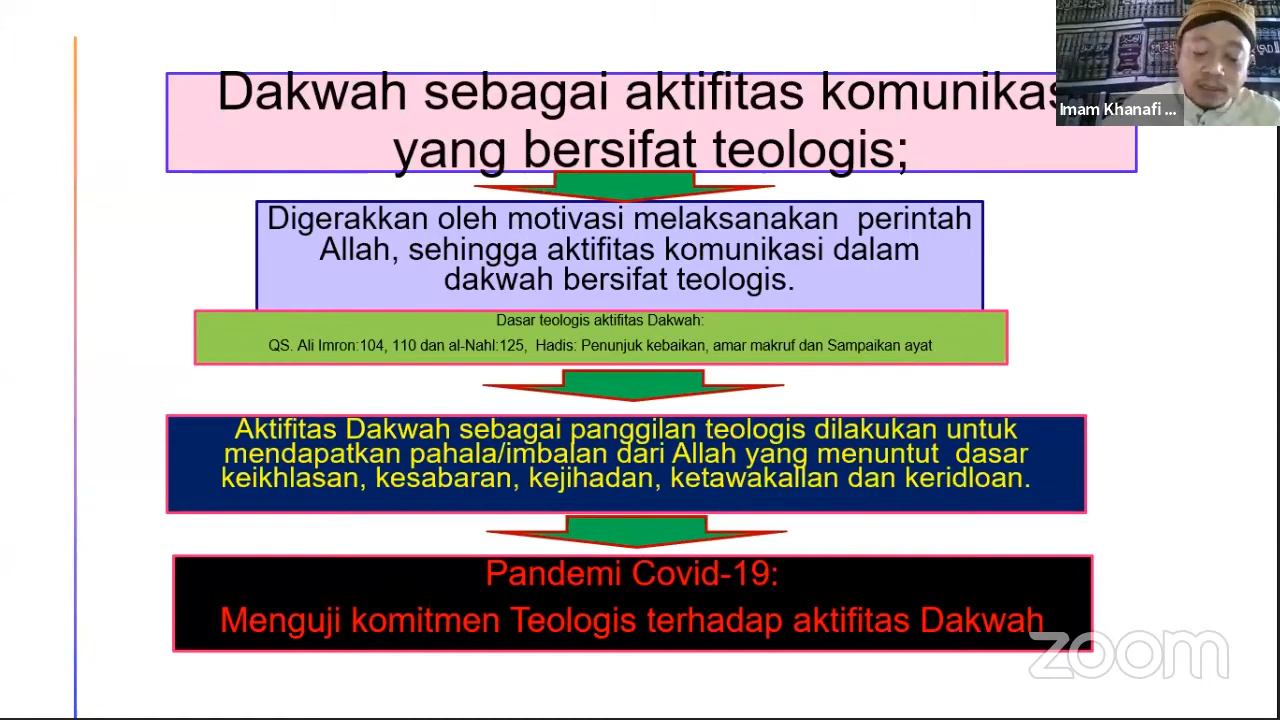 Dakwah sebagai aktifitas komunikas
yang bersifat teologis;
Imam Khanafi ...
Digerakkan oleh motivasi melaksanakan perintah
Allah, sehingga aktifitas komunikasi dalam
dakwah bersifat teologis.
Dasar teologis aktifitas Dakwah:
QS. Ali Imron:104, 110 dan al-Nahl:125, Hadis: Penunjuk kebaikan, amar makruf dan Sampaikan ayat
Aktifitas Dakwah sebagai panggilan teologis dilakukan untuk
mendapatkan pahala/imbalan dari Allah yang menuntut dasar
keikhlasan, kesabaran, kejihadan, ketawakallan dan keridloan.
Pandemi Covid-19:
Menguji komitmen Teologis terhadap aktifitas Dakwah
zoom